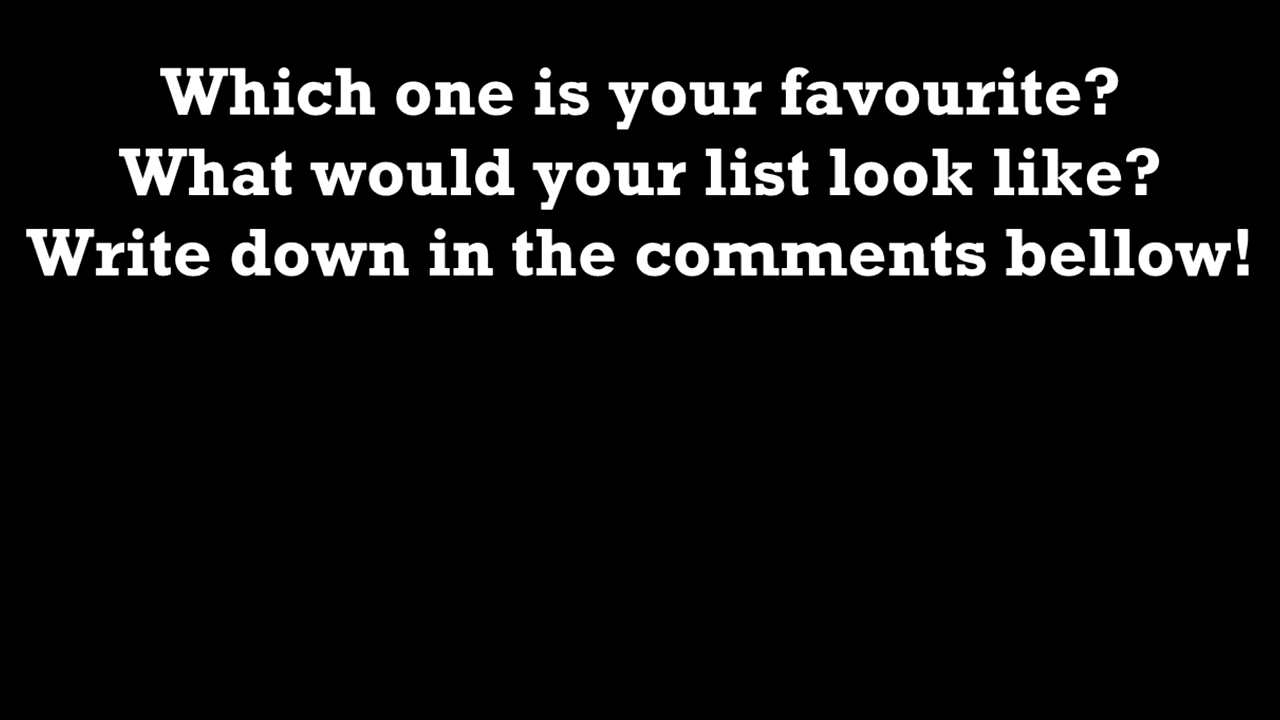 Which one is your favourite?
What would your list look like?
Write down in the comments bellow!